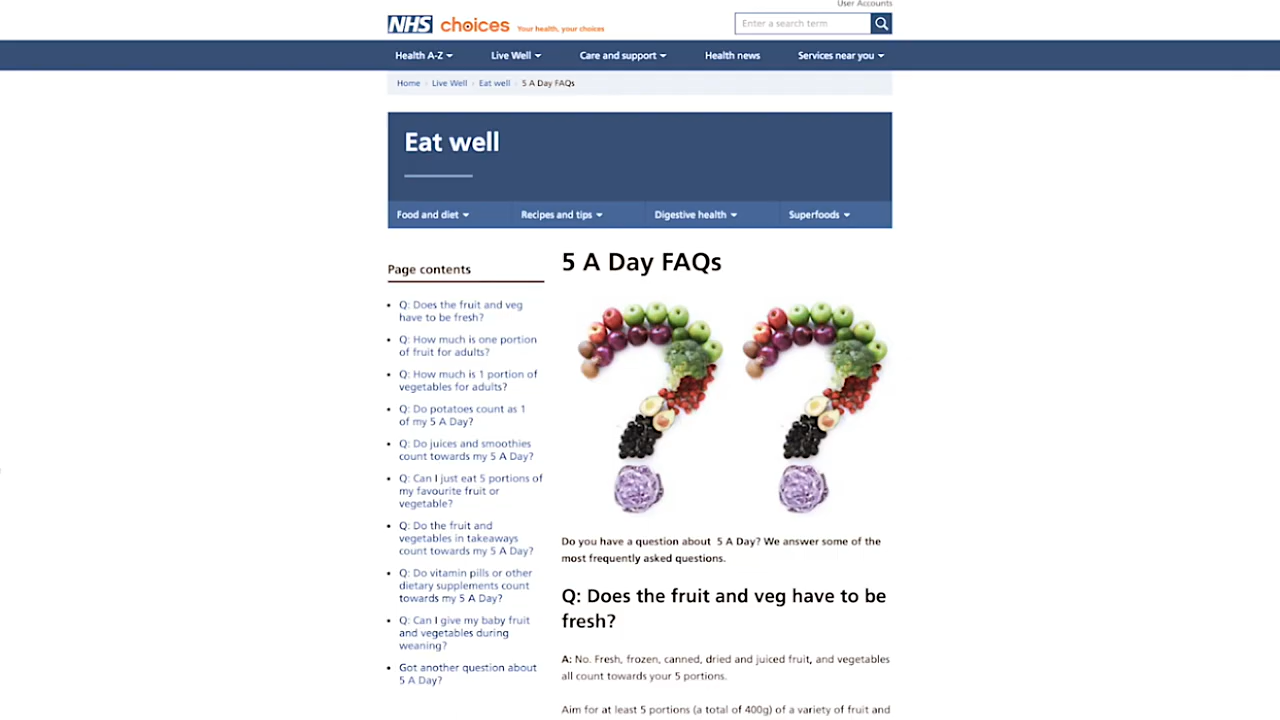 User Accounts
NHS choices Your health, your choices
Enter a search term
Health A-Z Live Well Care and support Health news Services near you
Home Live Well Eat well 5 A Day FAQs
Eat well
Food and diet Recipes and tips Digestive health Superfoods
Page contents
Q: Does the fruit and veg
have to be fresh?
Q: How much is one portion
of fruit for adults?
Q: How much is 1 portion of
vegetables for adults?
Q: Do potatoes count as 1
of my 5 A Day?
Q: Do juices and smoothies
count towards my 5 A Day?
Q: Can I just eat 5 portions of
my favourite fruit or
vegetable?
Q: Do the fruit and
vegetables in takeaways
count towards my 5 A Day?
Q: Do vitamin pills or other
dietary supplements count
towards my 5 A Day?
Q: Can I give my baby fruit
and vegetables during
weaning?
Got another question about
5 A Day?
5 A Day FAQs
Do you have a question about 5 A Day? We answer some of the
most frequently asked questions.
Q: Does the fruit and veg have to be
fresh?
A: No. Fresh, frozen, canned, dried and juiced fruit, and vegetables
all count towards your 5 portions.
Aim for at least 5 portions (a total of 400g) of a variety of fruit and